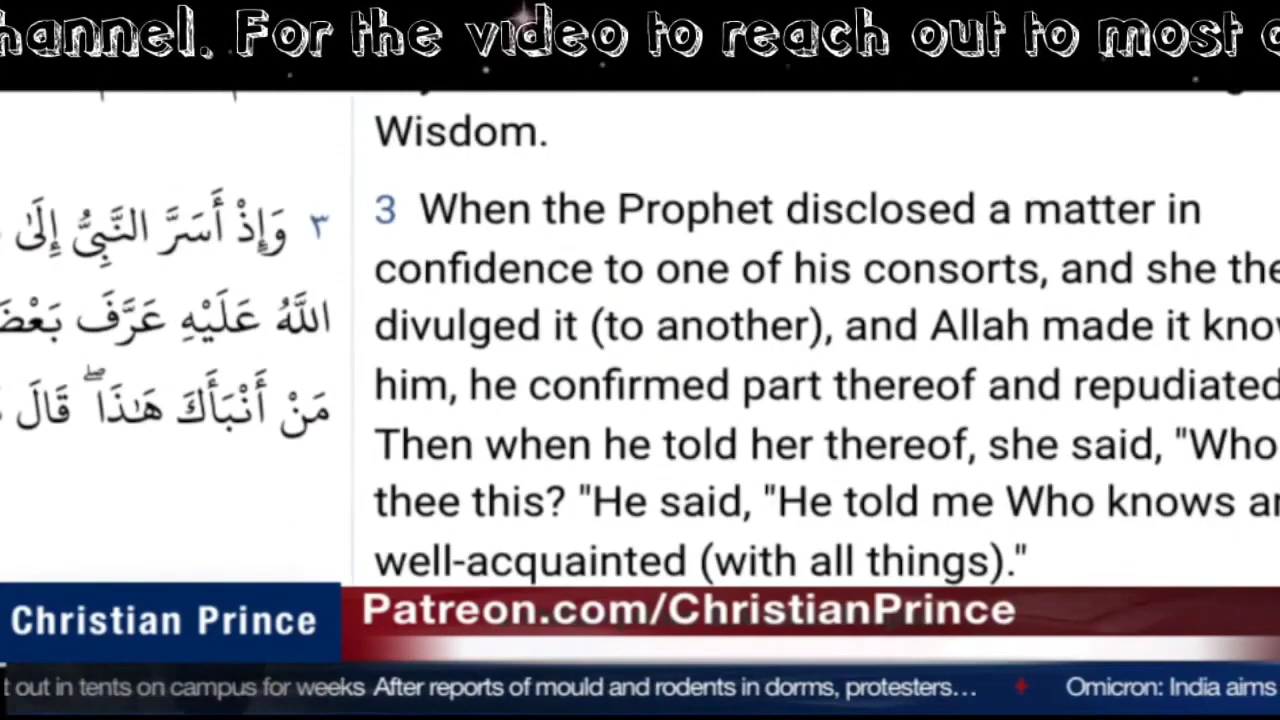 channel. For the video to reach out to most
Wisdom.
3 When the Prophet disclosed a matter in
confidence to one of his consorts, and she
divulged it (to another), and Allah made it
him, he confirmed part thereof and repudiated
Then when he told her thereof, she said, "Who
thee this? "He said, "He told me Who knows
well-acquainted (with all things)."
٣ وَإِذْ أَسَرَّ النَّبِىُّ إِلَىٰ
اللَّهُ عَلَيْهِ عَرَّفَ
مَنْ أَنْبَأَكَ هَـٰذَا ۖ قَالَ
Christian Prince
Patreon.com/ChristianPrince
out in tents on campus for weeks After reports of mould and rodents in dorms, protesters... Omicron: India aims